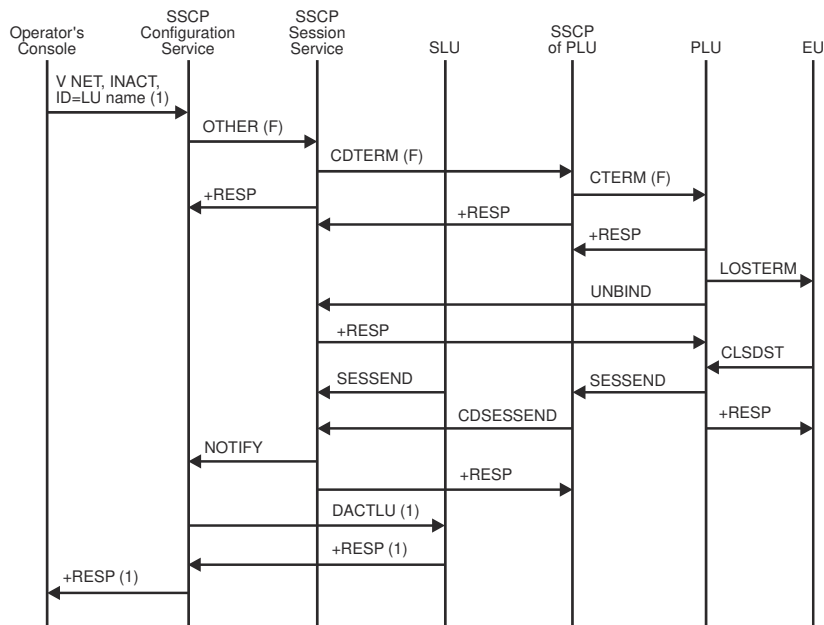 Operator's
Console
SSCP
Configuration
Service
SSCP
Session
Service
SLU
SSCP
of PLU
PLU
EU
V NET, INACT,
ID=LU name (1)
OTHER (F)
CDTERM (F)
CTERM (F)
+RESP
+RESP
+RESP
LOSTERM
UNBIND
+RESP
CLSDST
SESSEND
SESSEND
CDSESSEND
+RESP
NOTIFY
+RESP
DACTLU (1)
+RESP (1)
+RESP (1)